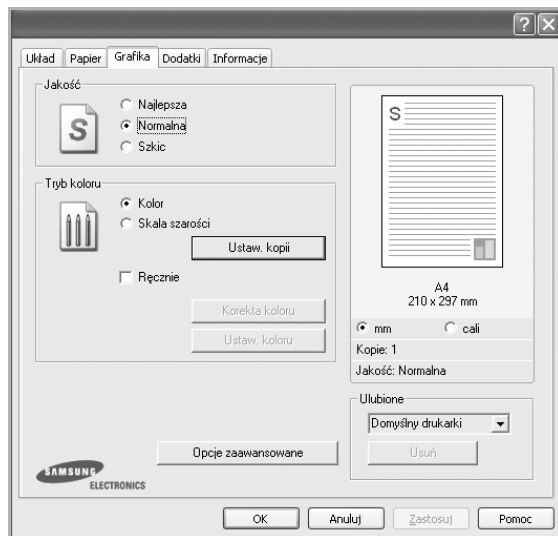 Układ Papier Grafika Dodatki Informacje
Jakość
S
Najlepsza
Normalna
Szkic
Tryb koloru
Kolor
Skala szarości
Ustaw. kopii
Ręcznie
Korekta koloru
Ustaw. koloru
Opcje zaawansowane
SAMSUNG
ELECTRONICS
S
A4
210 x 297 mm
mm cali
Kopie: 1
Jakość: Normalna
Ulubione
Domyślny drukarki
Usuń
OK Anuluj Zastosuj Pomoc